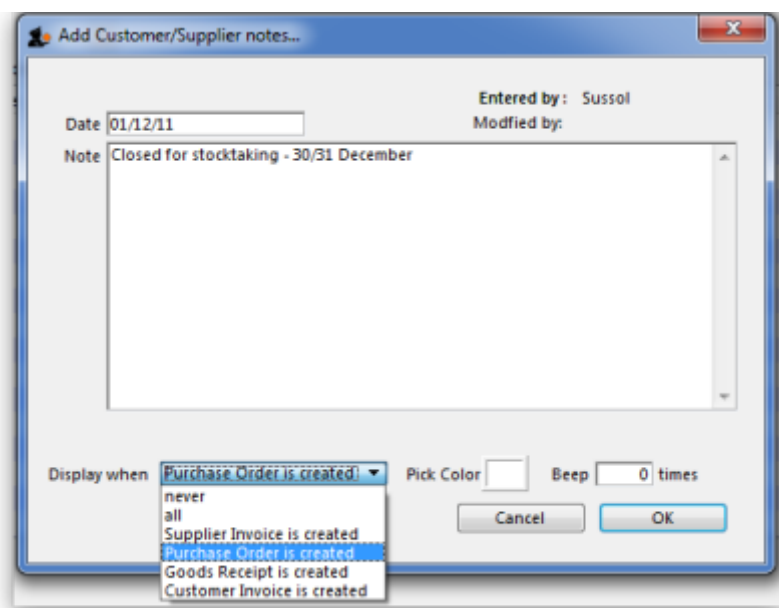 Add Customer/Supplier notes...
Entered by: Sussol
Date 01/12/11
Modfied by:
Note Closed for stocktaking - 30/31 December
Display when Purchase Order is created Pick Color Beep 0 times
never
all
Supplier Invoice is created
Purchase Order is created
Goods Receipt is created
Customer Invoice is created
Cancel OK